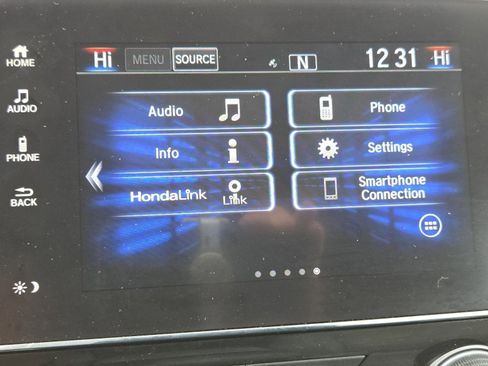 HOME
AUDIO
PHONE
BACK
Hi MENU SOURCE N 12 31 Hi
Audio
Phone
Info
Settings
HondaLink Link
Smartphone
Connection